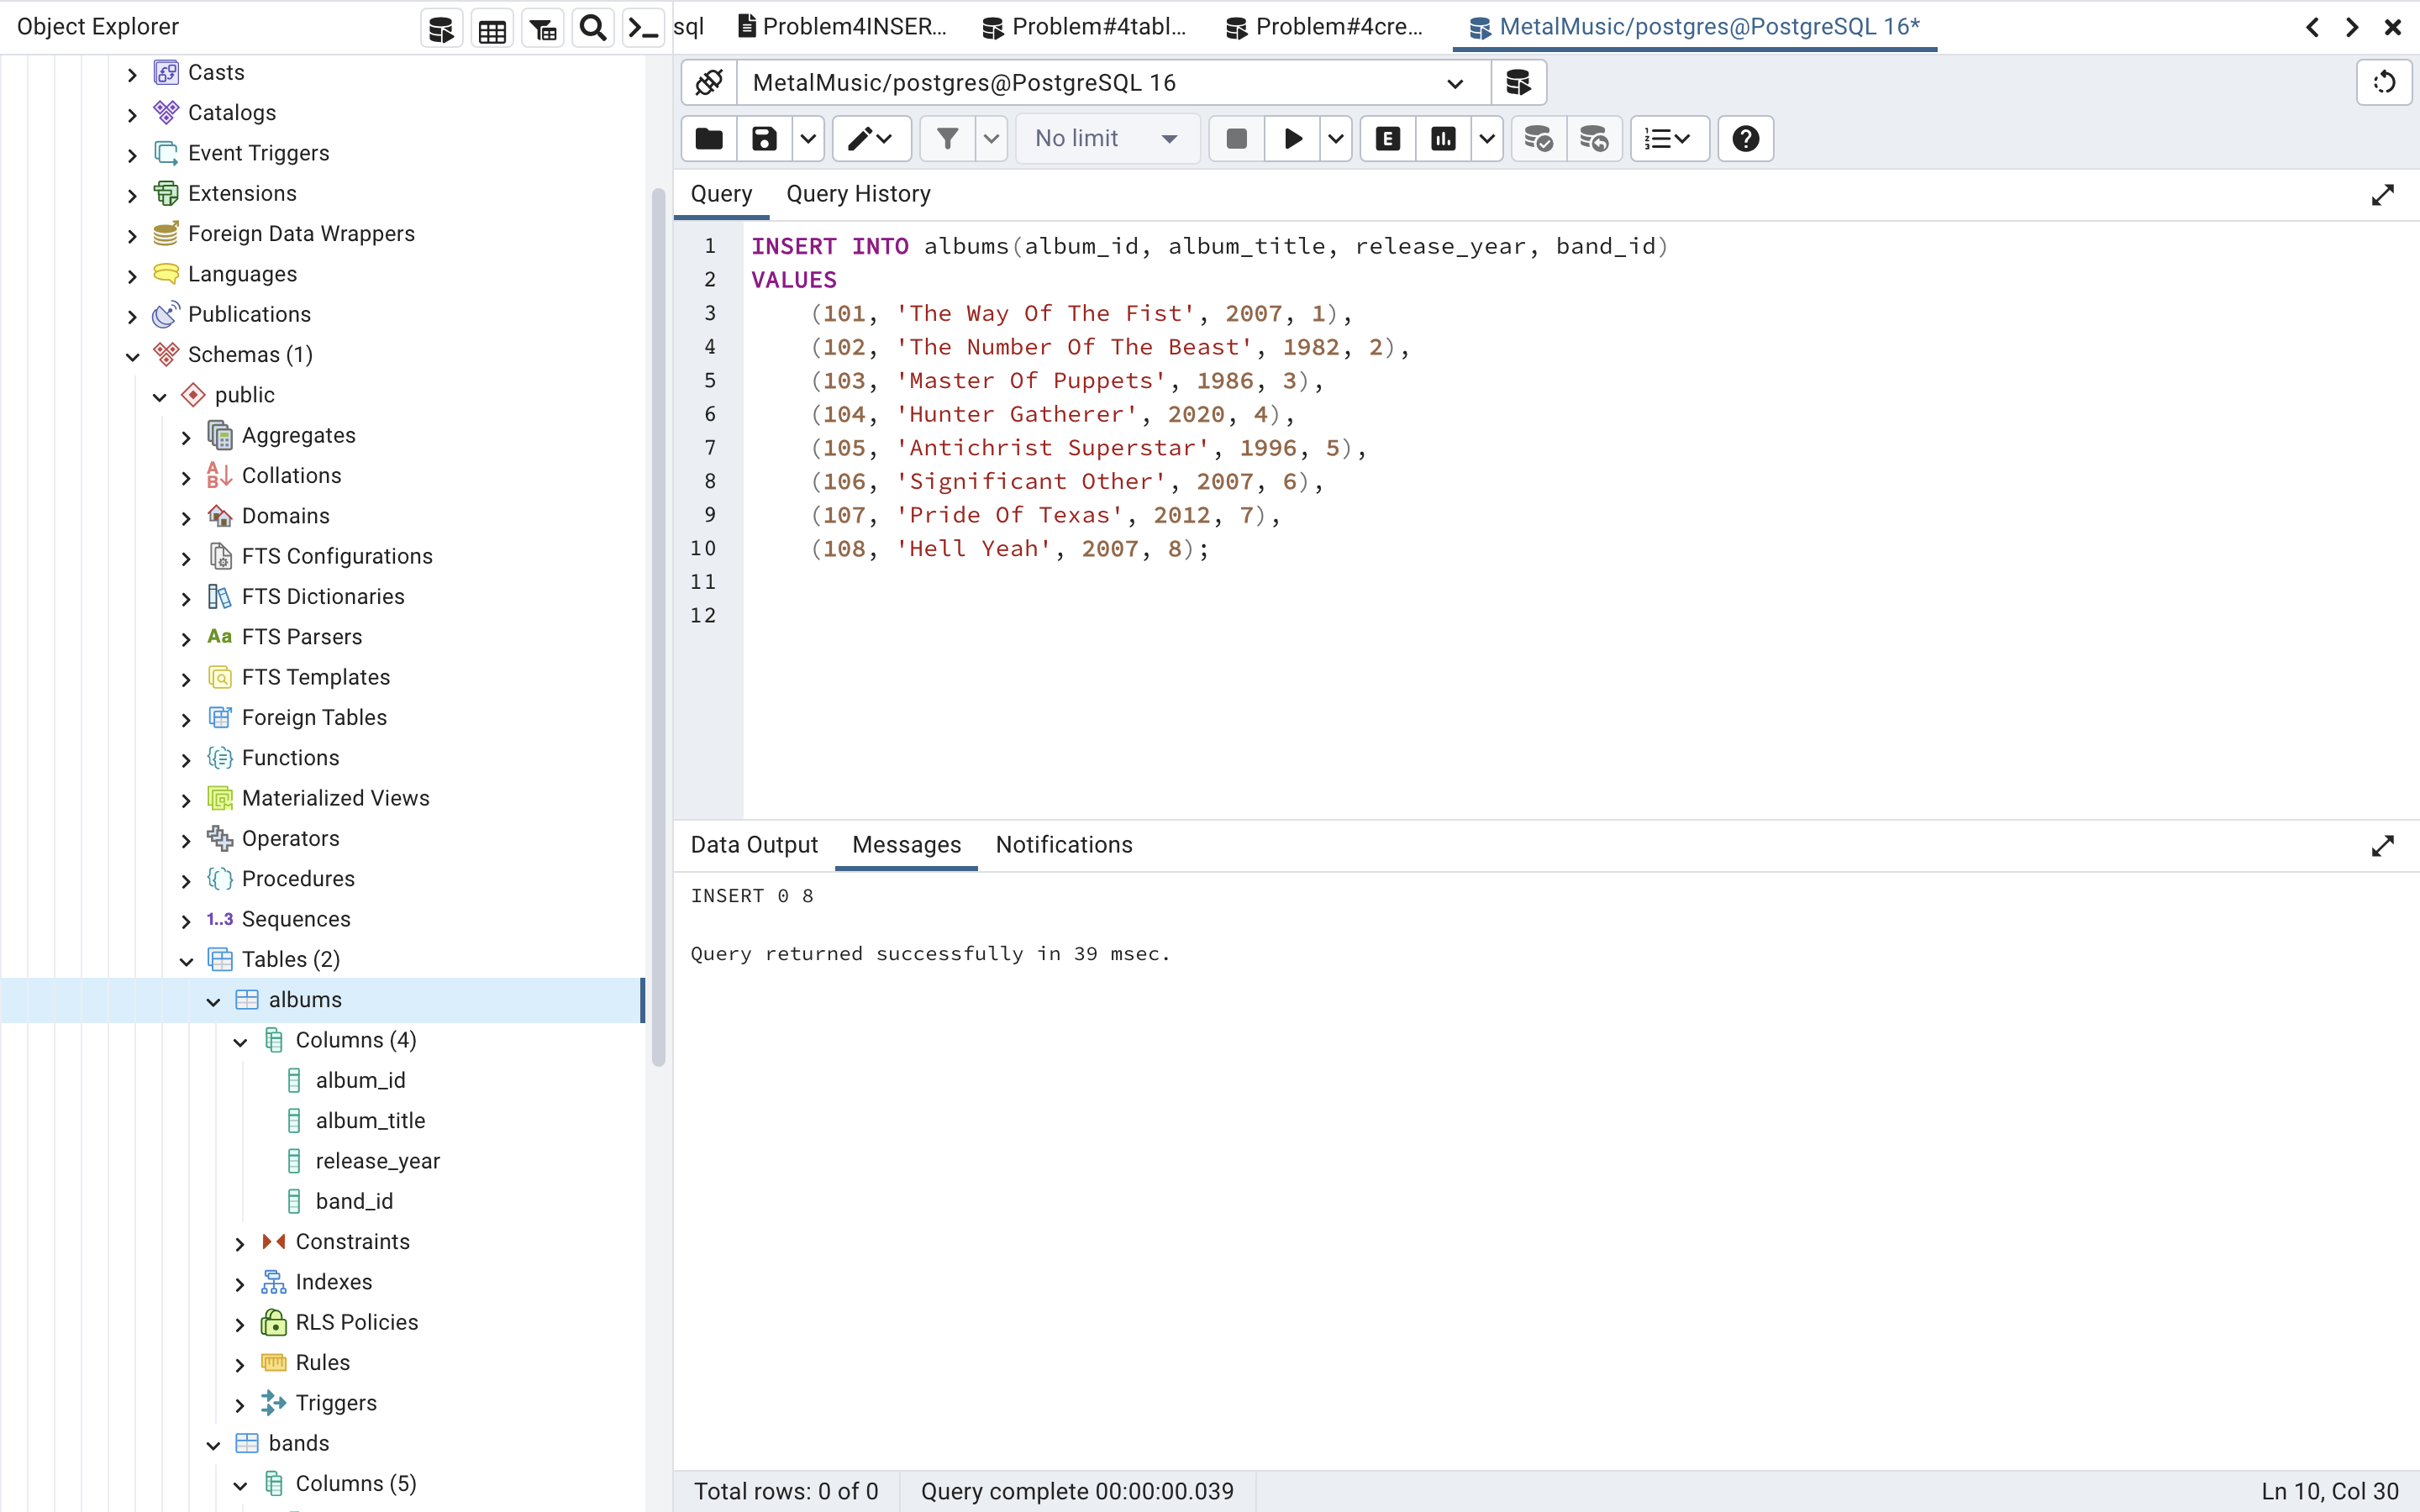 Object Explorer
sql
Problem4INSER...
Problem#4tabl...
Problem#4cre...
MetalMusic/postgres@PostgreSQL 16*
Casts
Catalogs
Event Triggers
Extensions
Foreign Data Wrappers
Languages
Publications
Schemas (1)
public
Aggregates
Collations
Domains
FTS Configurations
FTS Dictionaries
Aa FTS Parsers
FTS Templates
Foreign Tables
Functions
Materialized Views
Operators
Procedures
1..3 Sequences
Tables (2)
albums
Columns (4)
album_id
album_title
release_year
band_id
Constraints
Indexes
RLS Policies
Rules
Triggers
bands
Columns (5)
MetalMusic/postgres@PostgreSQL 16
No limit
E
Query
Query History
1 INSERT INTO albums(album_id, album_title, release_year, band_id)
2 VALUES
3 (101, 'The Way Of The Fist', 2007, 1),
4 (102, 'The Number Of The Beast', 1982, 2),
5 (103, 'Master Of Puppets', 1986, 3),
6 (104, 'Hunter Gatherer', 2020, 4),
7 (105, 'Antichrist Superstar', 1996, 5),
8 (106, 'Significant Other', 2007, 6),
9 (107, 'Pride Of Texas', 2012, 7),
10 (108, 'Hell Yeah', 2007, 8);
11
12
Data Output
Messages
Notifications
INSERT 0 8
Query returned successfully in 39 msec.
Total rows: 0 of 0
Query complete 00:00:00.039
Ln 10, Col 30